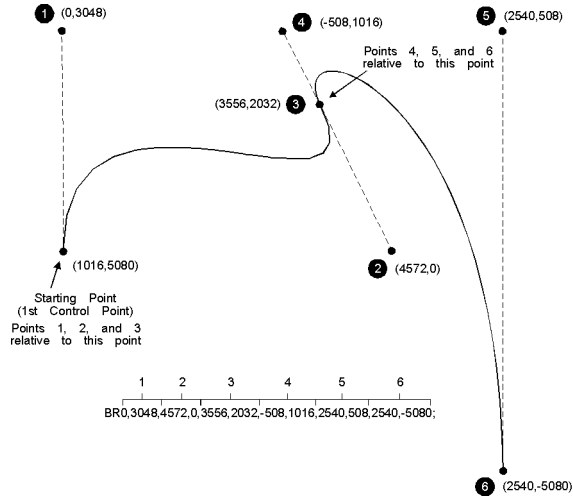 1 (0,3048)
4 (-508,1016)
5 (2540,508)
Points 4, 5, and 6
relative to this point
(3556,2032) 3
(1016,5080)
2 (4572,0)
Starting Point
(1st Control Point)
Points 1, 2, and 3
relative to this point
1 2 3 4 5 6
BR0,3048,4572,0,3556,2032,-508,1016,2540,508,2540,-5080;
6 (2540,-5080)